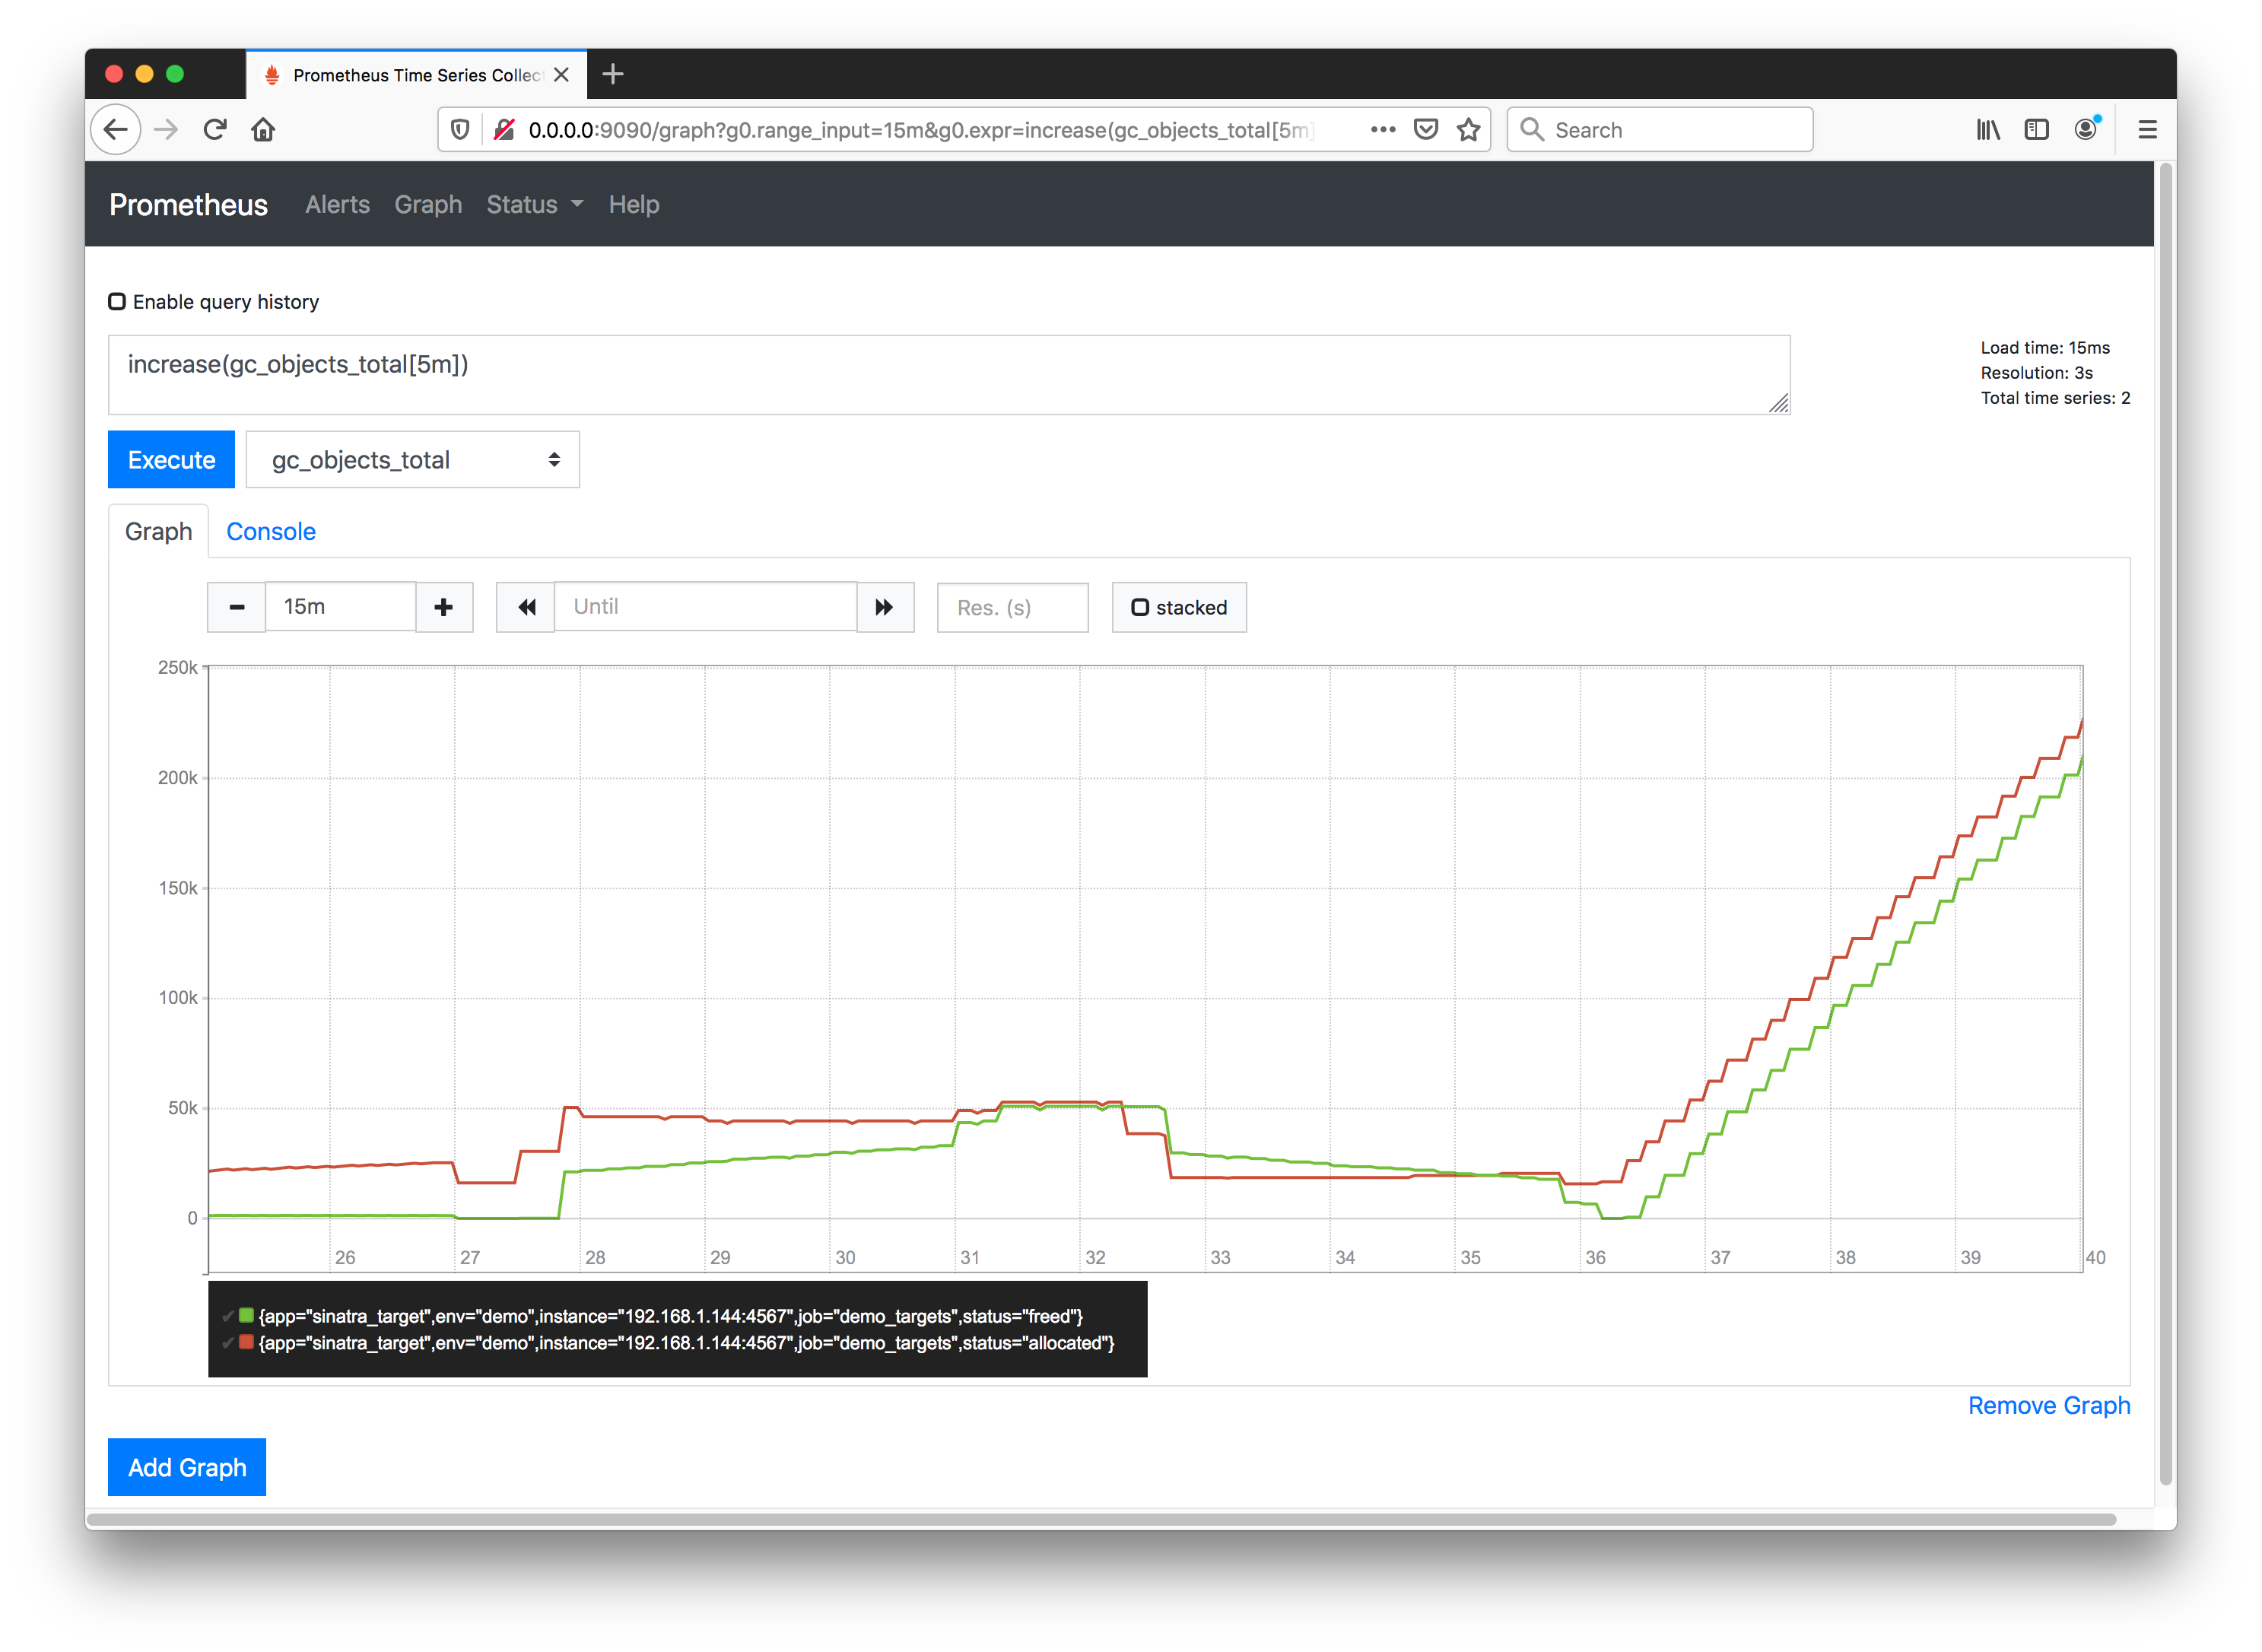 Prometheus Time Series Collec
0.0.0.0:9090/graph?g0.range_input=15m&g0.expr=increase(gc_objects_total[5m]
Search
Prometheus Alerts Graph Status Help
Enable query history
increase(gc_objects_total[5m])
Load time: 15ms
Resolution: 3s
Total time series: 2
Execute gc_objects_total
Graph Console
15m Until Res. (s) stacked
250k
200k
150k
100k
50k
0
26 27 28 29 30 31 32 33 34 35 36 37 38 39 40
{app="sinatra_target",env="demo",instance="192.168.1.144:4567",job="demo_targets",status="freed"}
{app="sinatra_target",env="demo",instance="192.168.1.144:4567",job="demo_targets",status="allocated"}
Remove Graph
Add Graph